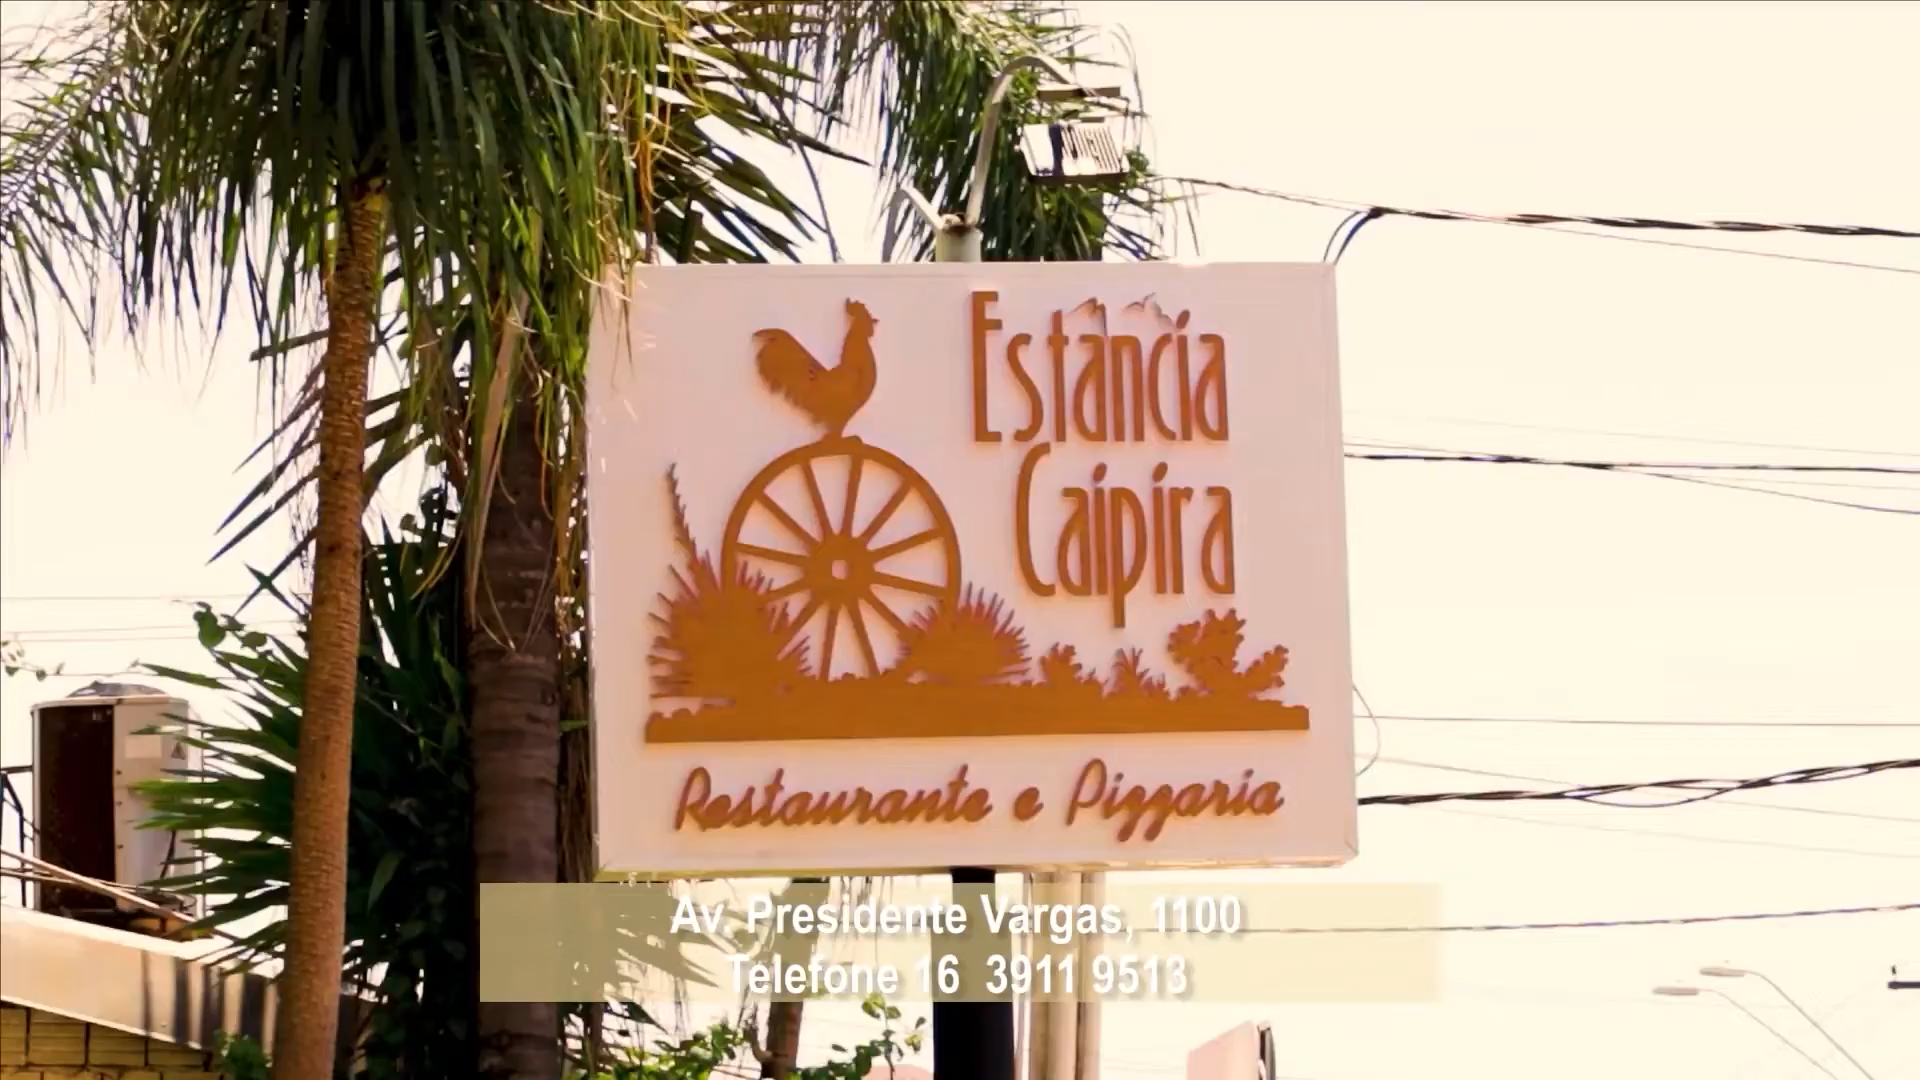 Estância
Caipira
Restaurante e Pizzaria
Av. Presidente Vargas, 1100
Telefone 16 3911 9513